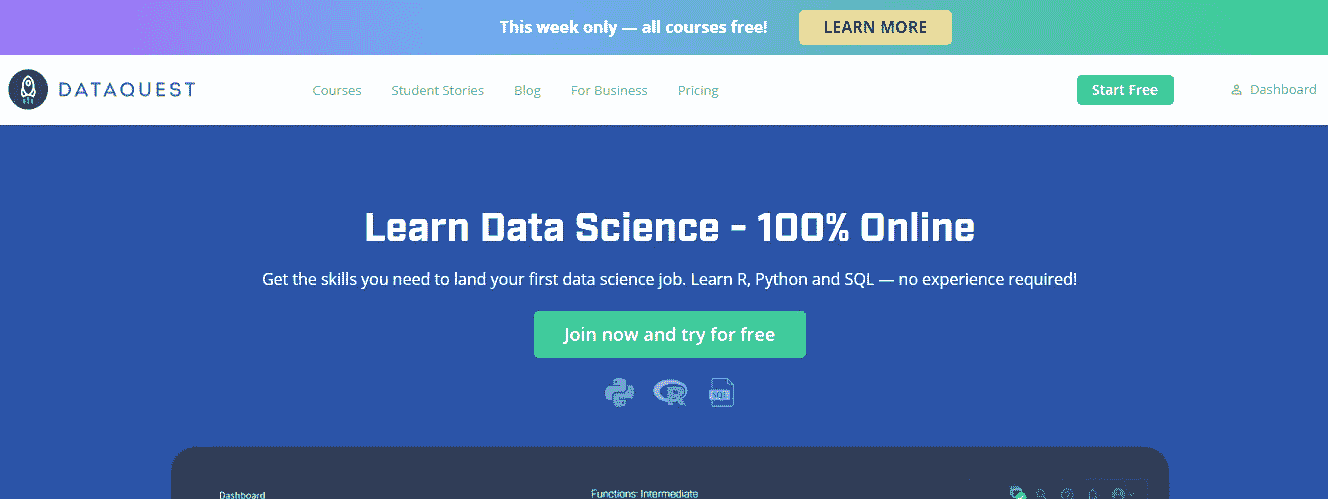 This week only — all courses free! LEARN MORE
DATAQUEST Courses Student Stories Blog For Business Pricing Start Free Dashboard
Learn Data Science - 100% Online
Get the skills you need to land your first data science job. Learn R, Python and SQL — no experience required!
Join now and try for free
R SQL
Dashboard Functions: Intermediate